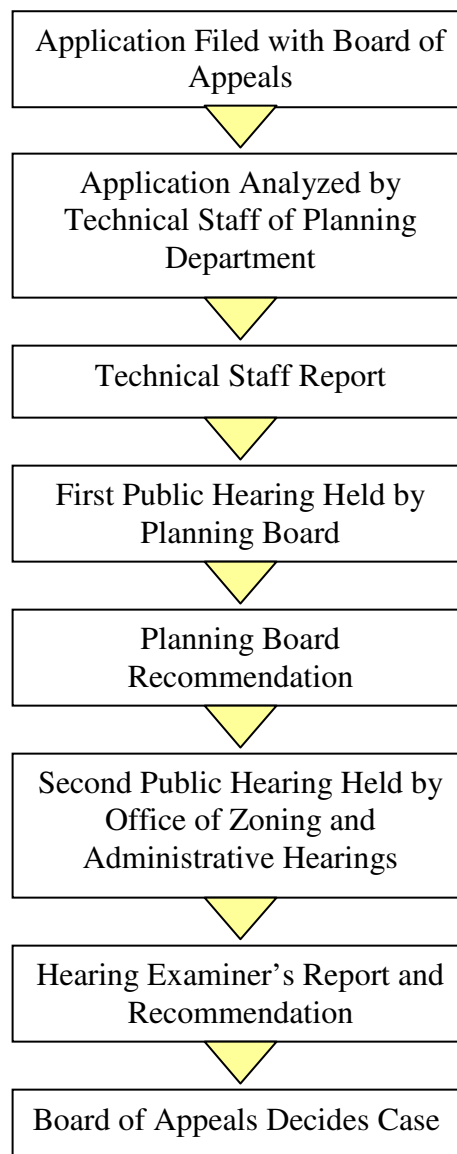 Application Filed with Board of
Appeals
Application Analyzed by
Technical Staff of Planning
Department
Technical Staff Report
First Public Hearing Held by
Planning Board
Planning Board
Recommendation
Second Public Hearing Held by
Office of Zoning and
Administrative Hearings
Hearing Examiner’s Report and
Recommendation
Board of Appeals Decides Case